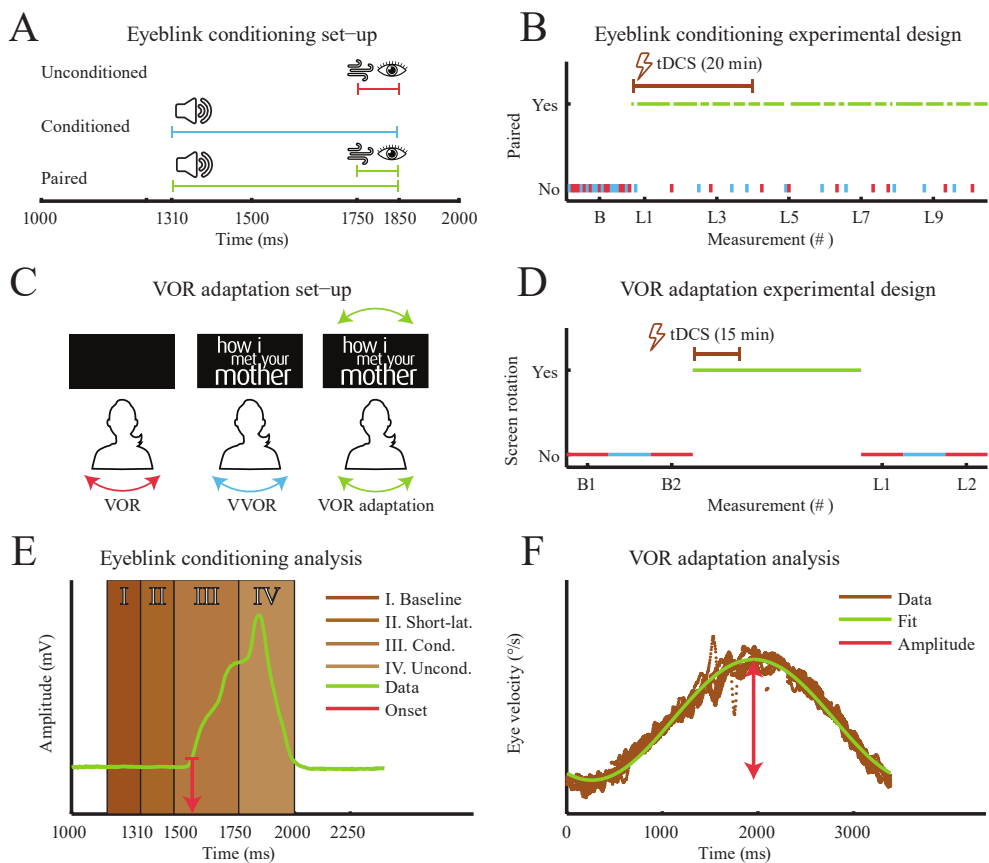 A
Eyeblink conditioning set−up
Unconditioned
Conditioned
Paired
1000
1310
1500
1750
1850
2000
Time (ms)
B
Eyeblink conditioning experimental design
tDCS (20 min)
Yes
Paired
No
B
L1
L3
L5
L7
L9
Measurement (# )
C
VOR adaptation set−up
how i
met your
mother
how i
met your
mother
VOR
VVOR
VOR adaptation
D
VOR adaptation experimental design
tDCS (15 min)
Yes
Screen rotation
No
B1
B2
L1
L2
Measurement (# )
E
Eyeblink conditioning analysis
I
II
III
IV
I. Baseline
II. Short-lat.
III. Cond.
IV. Uncond.
Data
Onset
Amplitude (mV)
1000
1310
1500
1750
2000
2250
Time (ms)
F
VOR adaptation analysis
Data
Fit
Amplitude
Eye velocity (°/s)
0
1000
2000
3000
Time (ms)